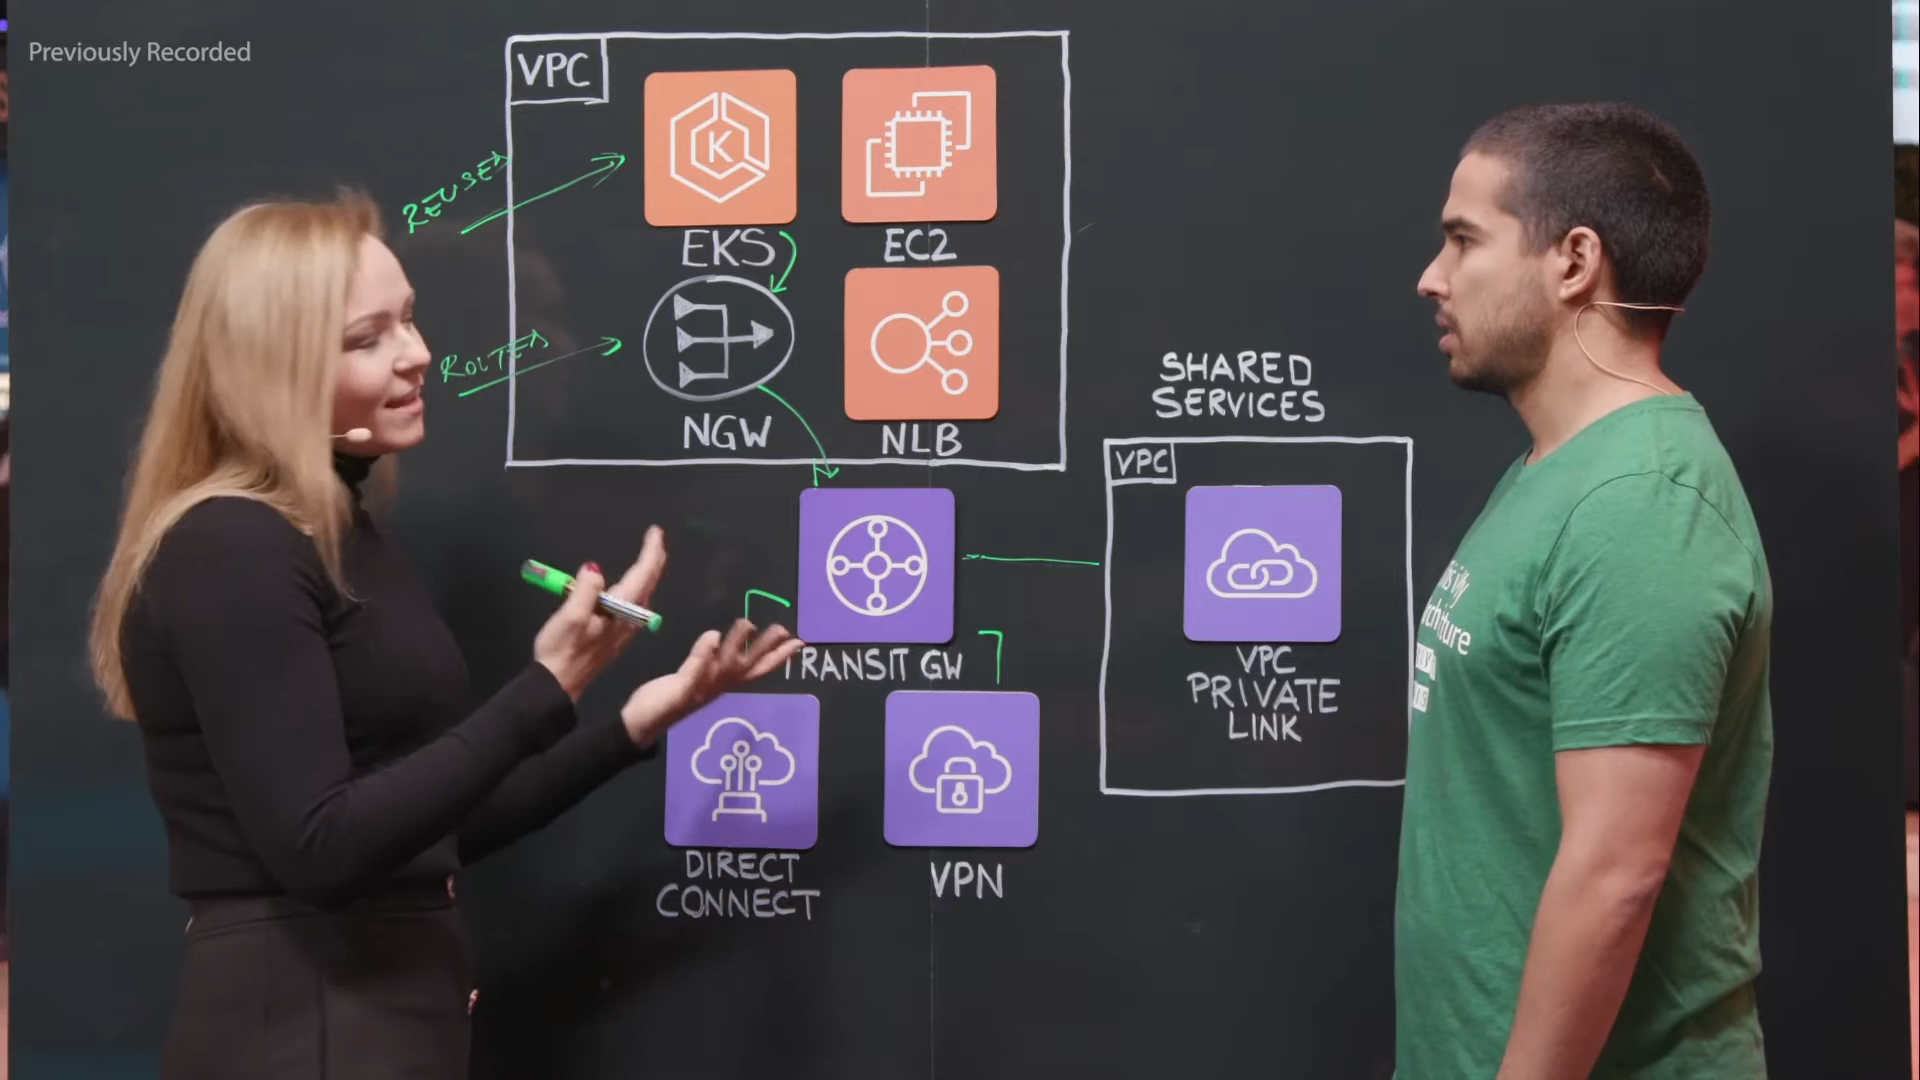 Previously Recorded
VPC
REUSED
EKS
EC2
ROUTED
NGW
NLB
SHARED
SERVICES
VPC
TRANSIT GW
VPC
PRIVATE
LINK
DIRECT
CONNECT
VPN